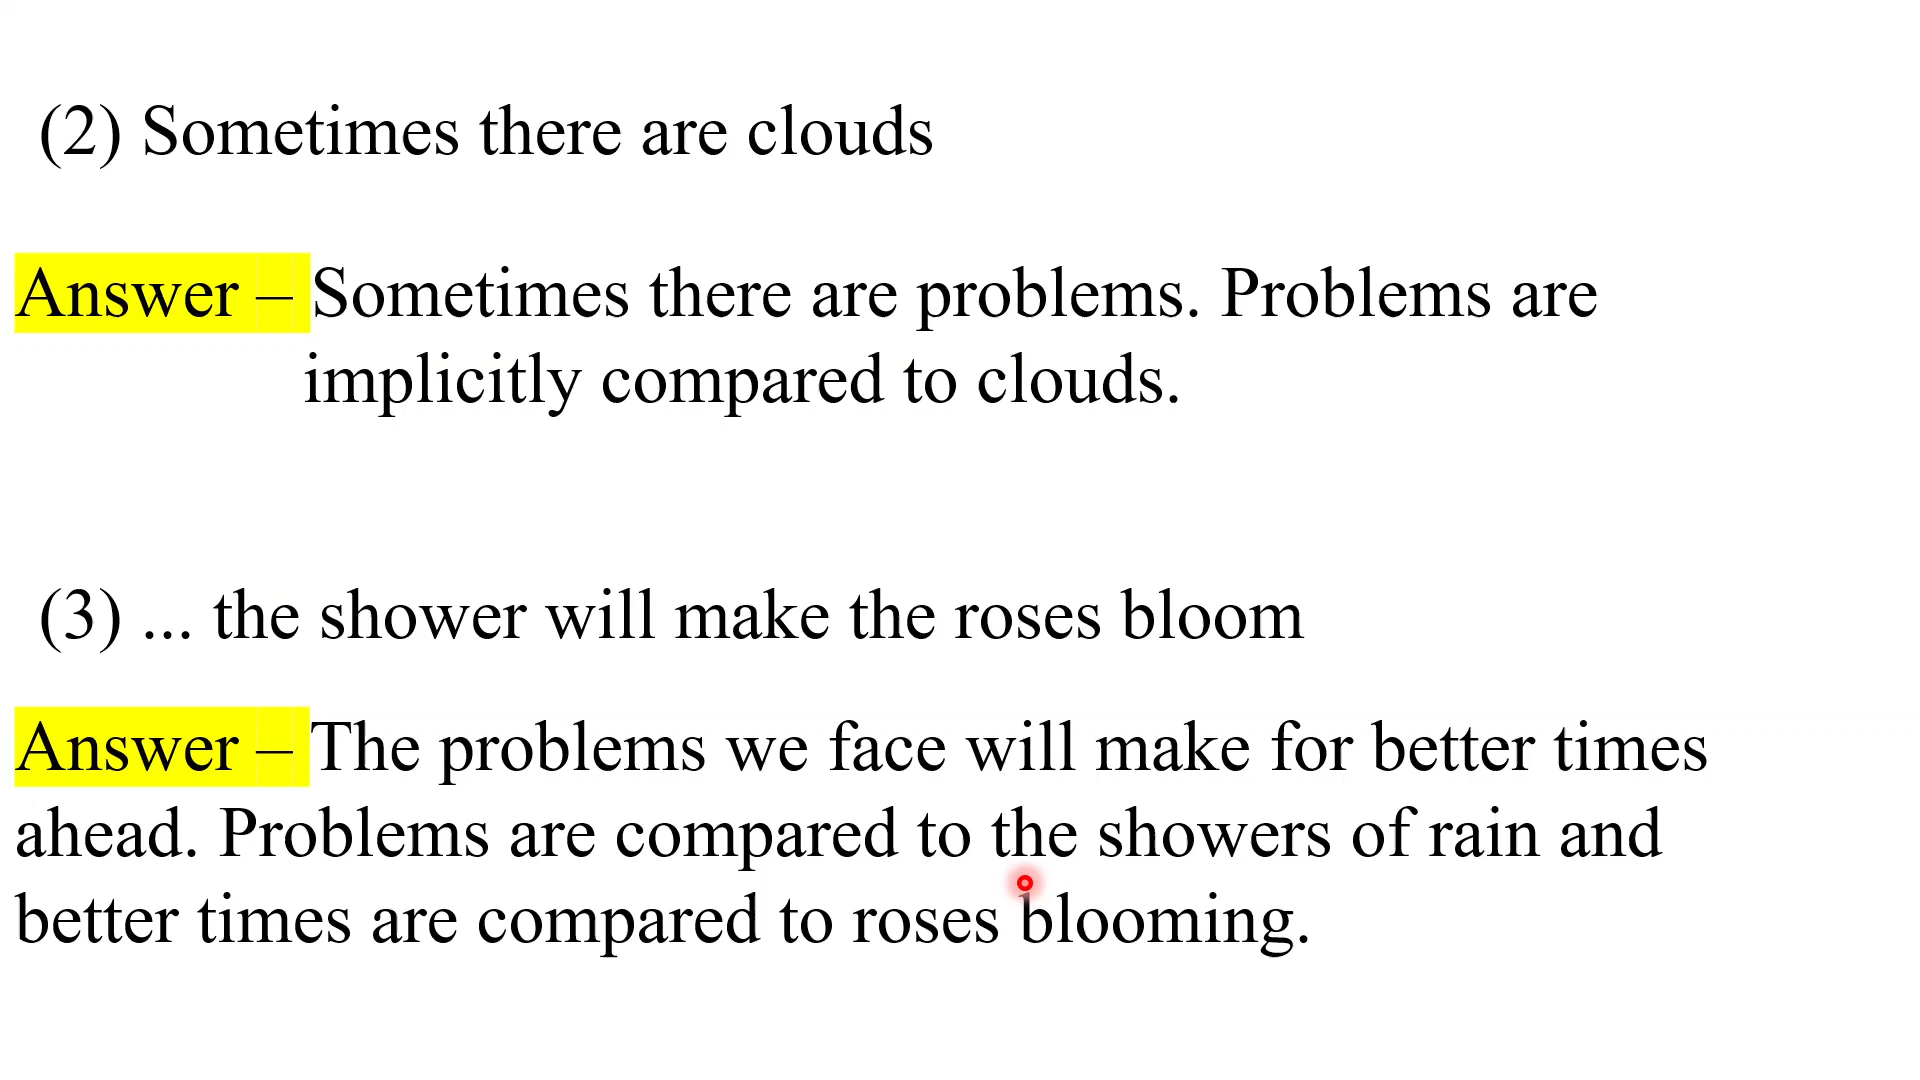 (2) Sometimes there are clouds
Answer – Sometimes there are problems. Problems are
implicitly compared to clouds.
(3) ... the shower will make the roses bloom
Answer – The problems we face will make for better times
ahead. Problems are compared to the showers of rain and
better times are compared to roses blooming.